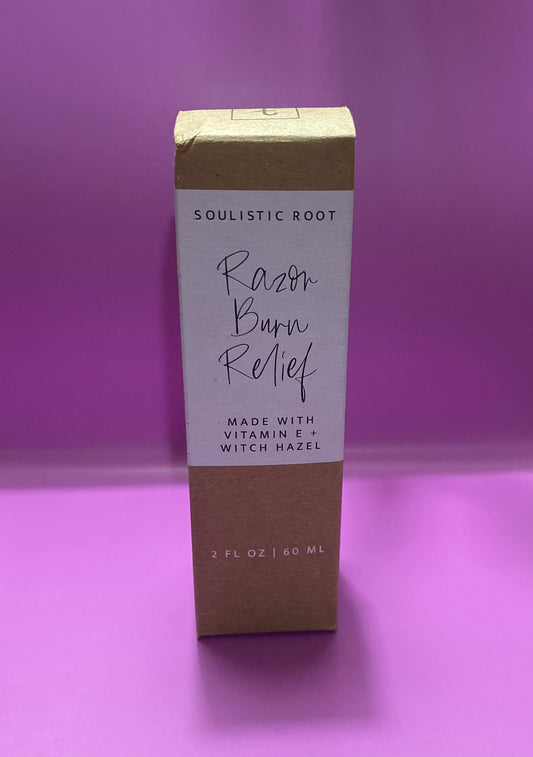 SOULISTIC ROOT
Razor
Burn
Relief
MADE WITH
VITAMIN E +
WITCH HAZEL
2 FL OZ | 60 ML